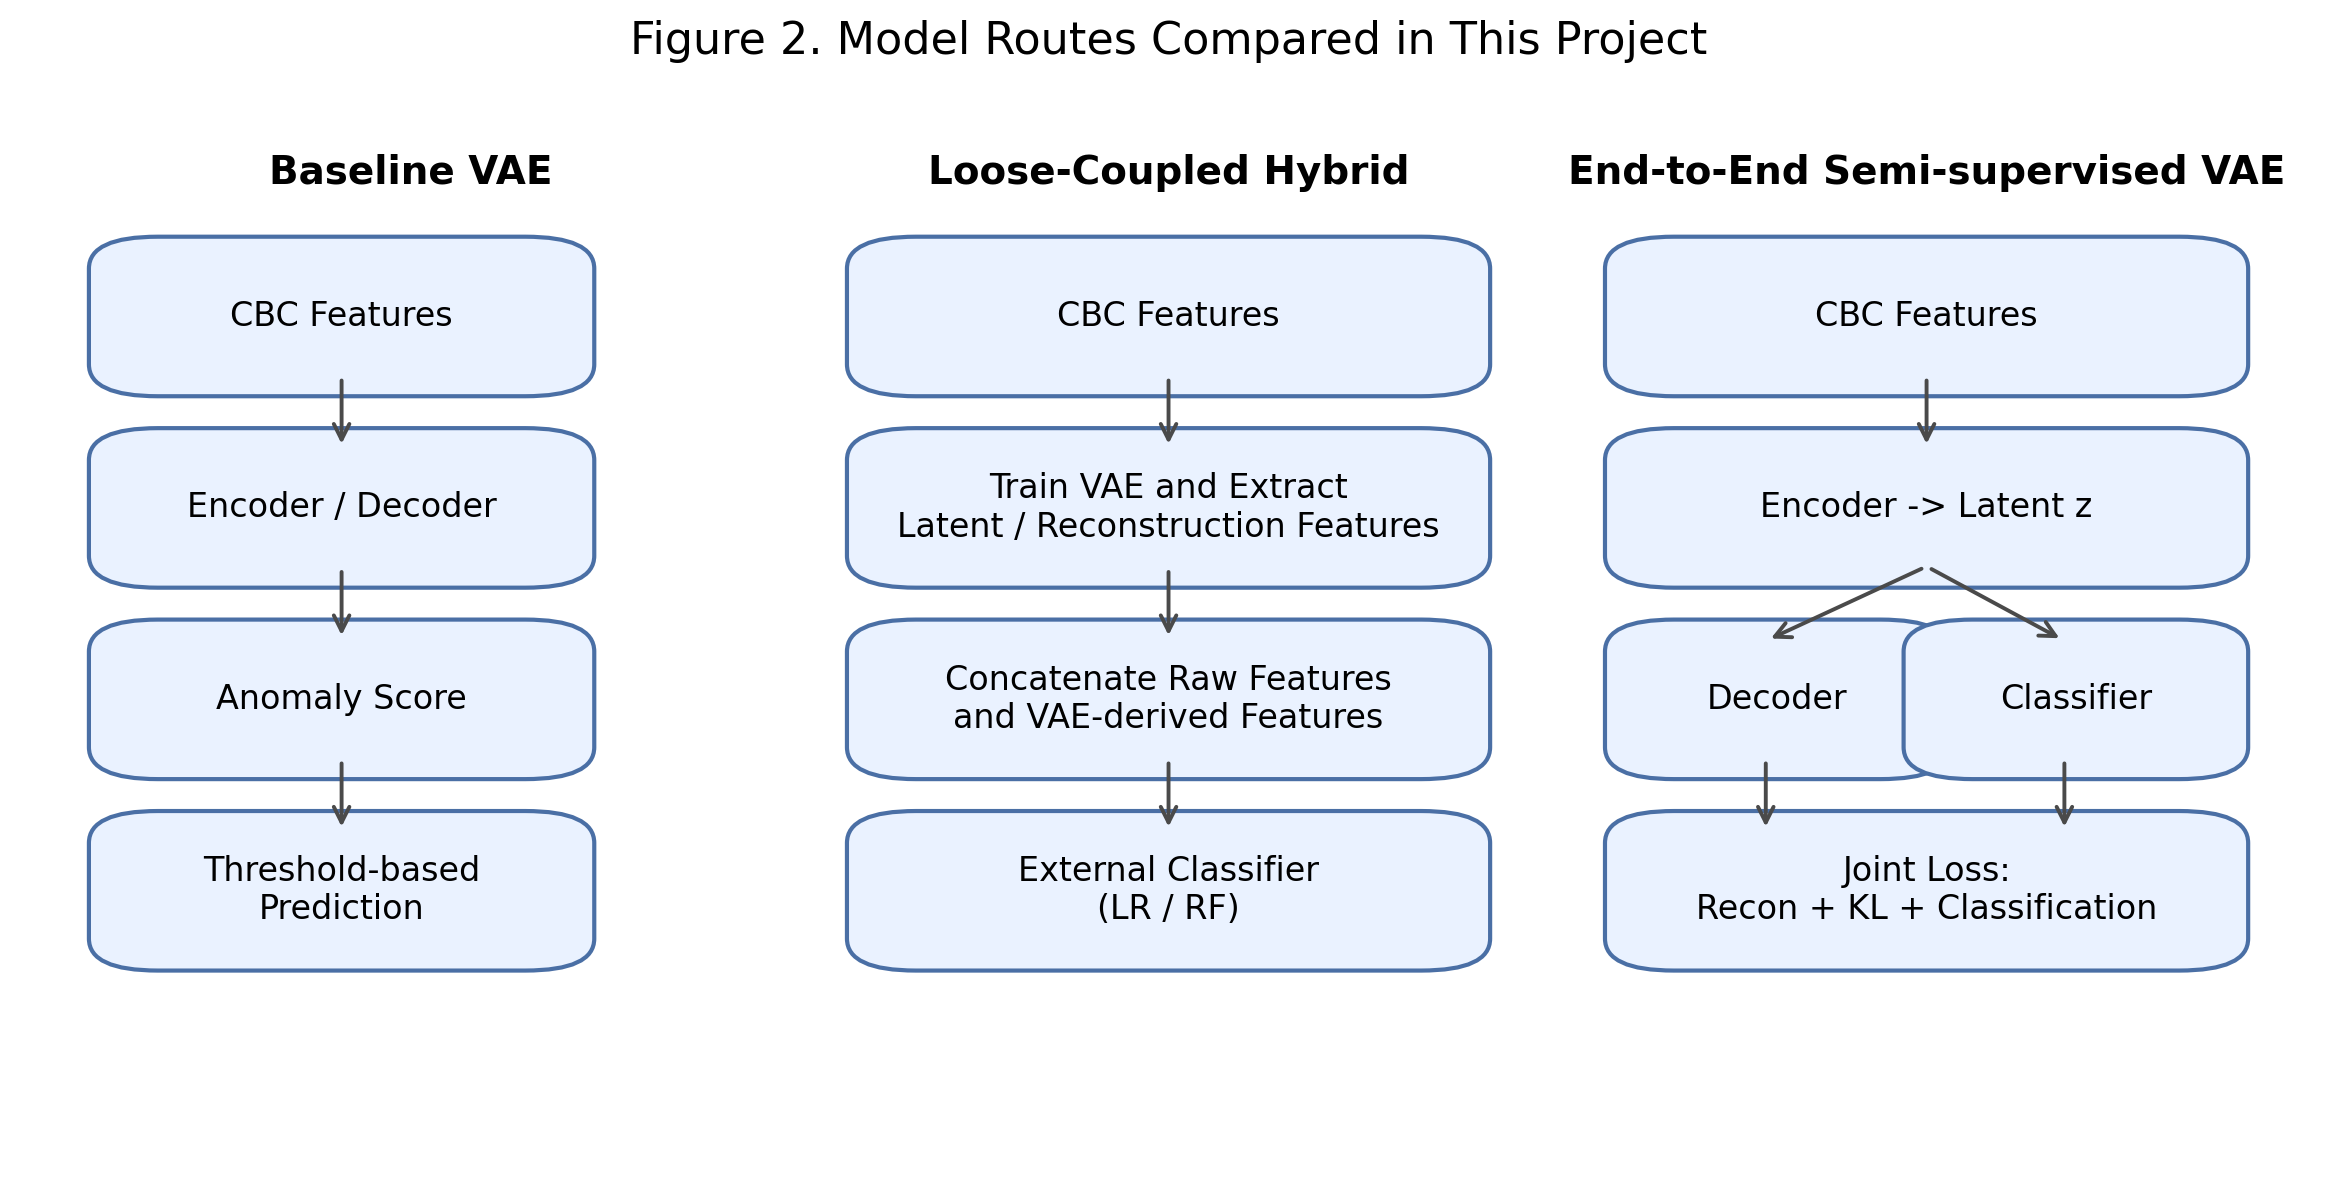 Figure 2. Model Routes Compared in This Project
Baseline VAE
CBC Features
Encoder / Decoder
Anomaly Score
Threshold-based
Prediction
Loose-Coupled Hybrid
CBC Features
Train VAE and Extract
Latent / Reconstruction Features
Concatenate Raw Features
and VAE-derived Features
External Classifier
(LR / RF)
End-to-End Semi-supervised VAE
CBC Features
Encoder -> Latent z
Decoder
Classifier
Joint Loss:
Recon + KL + Classification